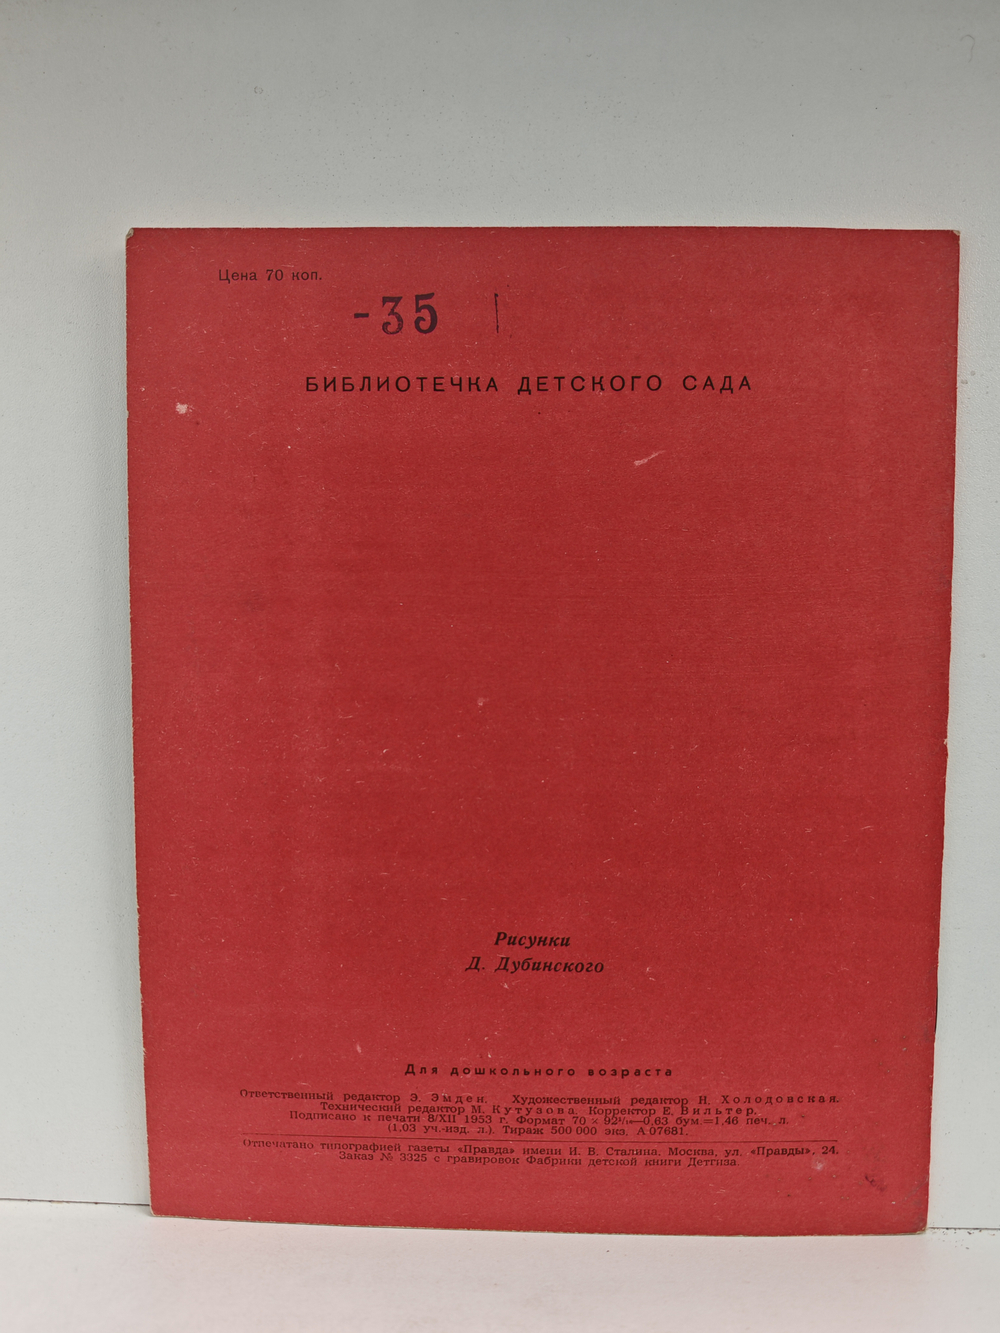 Цена 70 коп.
-35
БИБЛИОТЕЧКА ДЕТСКОГО САДА
Рисунки
Д. Дубинского
Для дошкольного возраста
Ответственный редактор Э. Эмден. Художественный редактор Н. Холодовская.
Технический редактор М. Кутузова. Корректор Е. Вильтер.
Подписано к печати 8/XII 1953 г. Формат 70 × 92¹/₁₆—0,63 бум.=1,46 печ. л.
(1,03 уч.-изд. л.). Тираж 500 000 экз. А 07681.
Отпечатано типографией газеты «Правда» имени И. В. Сталина. Москва, ул. «Правды», 24.
Заказ № 3325 с гравировок Фабрики детской книги Детгиза.